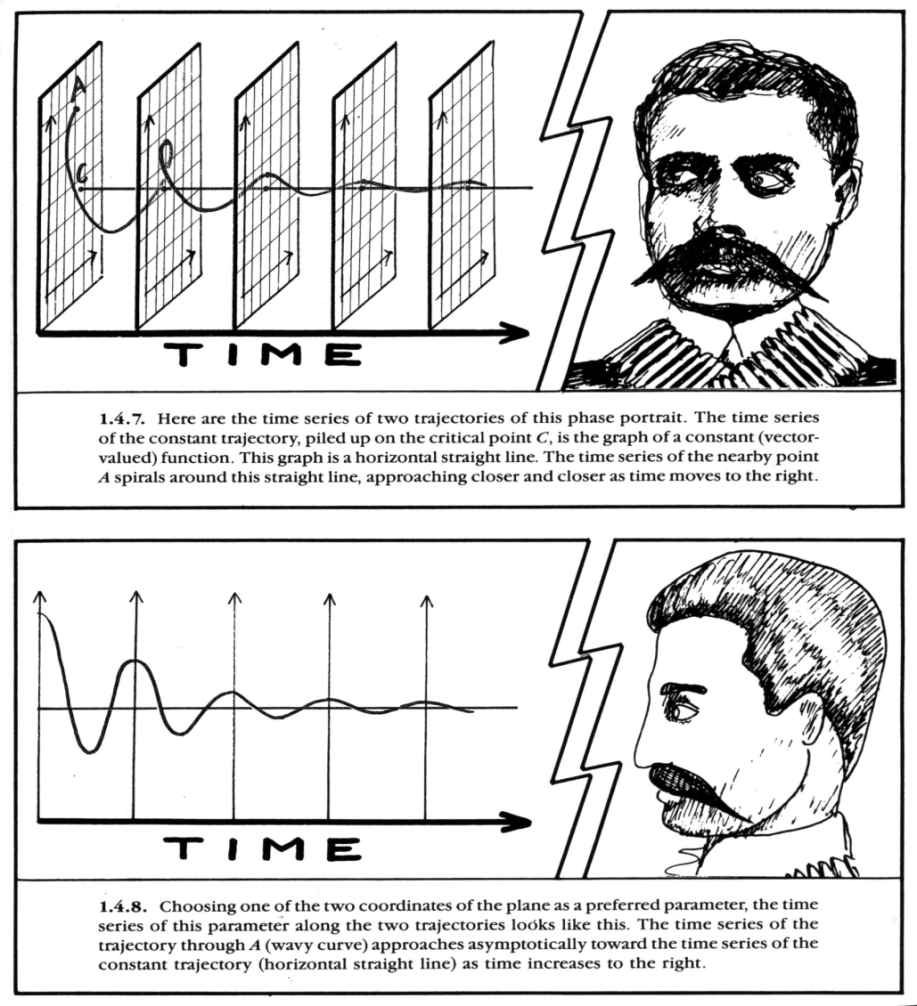 A
C
TIME
1.4.7. Here are the time series of two trajectories of this phase portrait. The time series
of the constant trajectory, piled up on the critical point C, is the graph of a constant (vector-
valued) function. This graph is a horizontal straight line. The time series of the nearby point
A spirals around this straight line, approaching closer and closer as time moves to the right.
TIME
1.4.8. Choosing one of the two coordinates of the plane as a preferred parameter, the time
series of this parameter along the two trajectories looks like this. The time series of the
trajectory through A (wavy curve) approaches asymptotically toward the time series of the
constant trajectory (horizontal straight line) as time increases to the right.